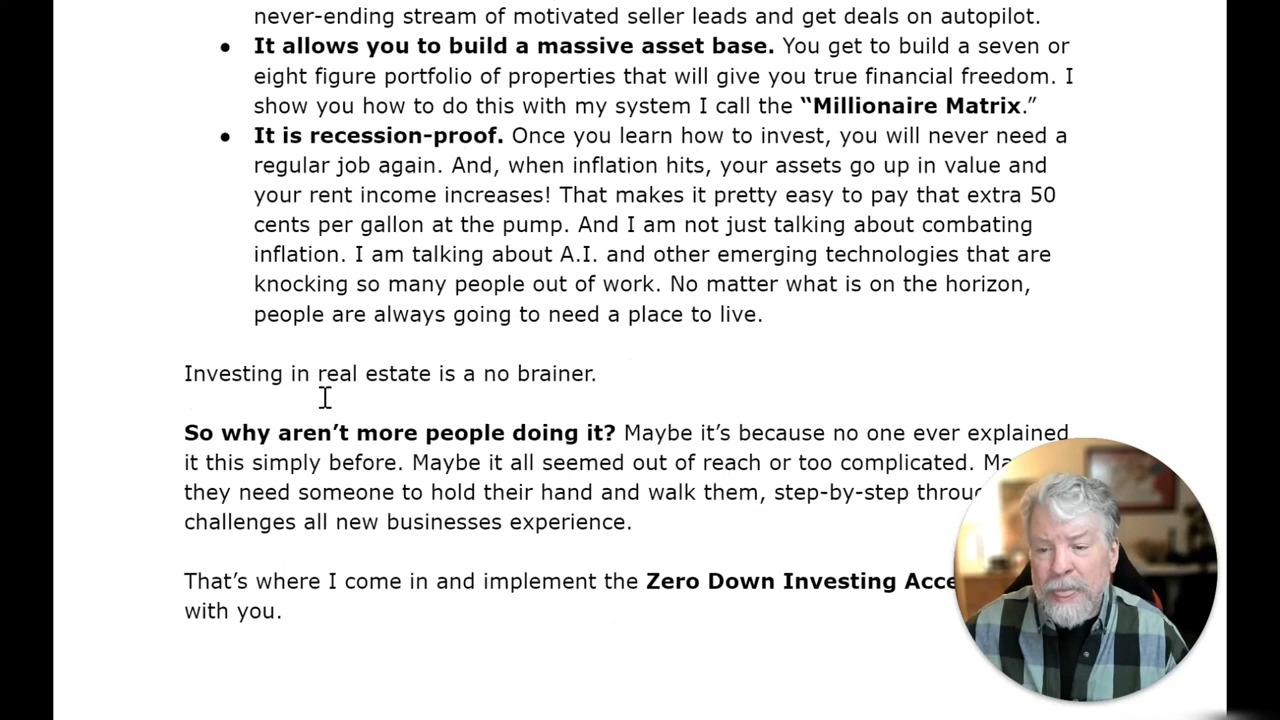 never-ending stream of motivated seller leads and get deals on autopilot.
● It allows you to build a massive asset base. You get to build a seven or
eight figure portfolio of properties that will give you true financial freedom. I
show you how to do this with my system I call the “Millionaire Matrix.”
● It is recession-proof. Once you learn how to invest, you will never need a
regular job again. And, when inflation hits, your assets go up in value and
your rent income increases! That makes it pretty easy to pay that extra 50
cents per gallon at the pump. And I am not just talking about combating
inflation. I am talking about A.I. and other emerging technologies that are
knocking so many people out of work. No matter what is on the horizon,
people are always going to need a place to live.
Investing in real estate is a no brainer.
So why aren’t more people doing it? Maybe it’s because no one ever explained
it this simply before. Maybe it all seemed out of reach or too complicated.
they need someone to hold their hand and walk them, step-by-step
challenges all new businesses experience.
That’s where I come in and implement the Zero Down Investing
with you.